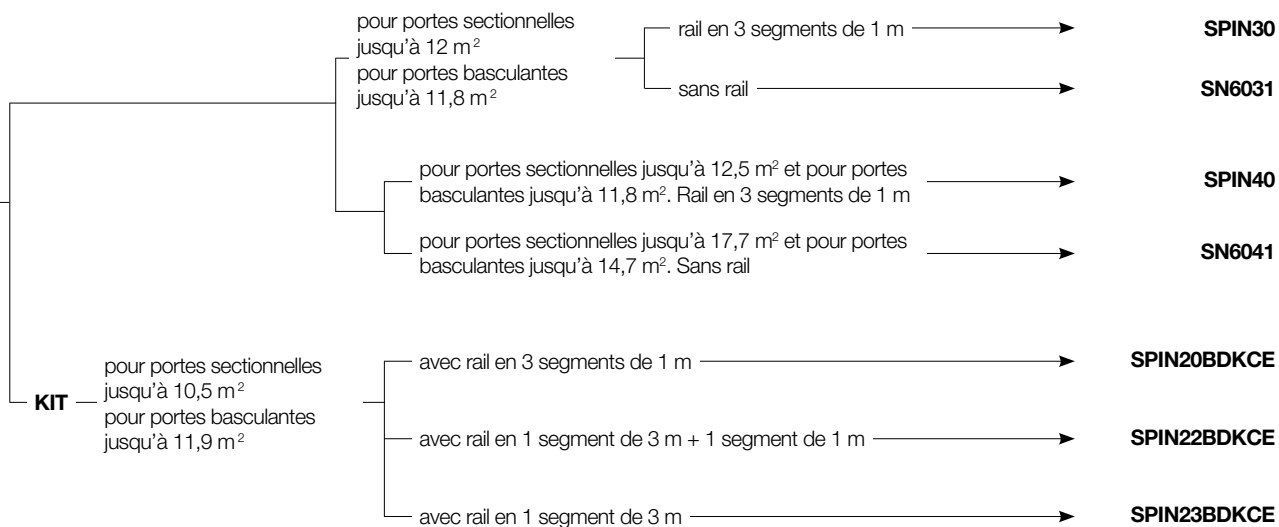 pour portes sectionnelles
jusqu'à 12 m²
pour portes basculantes
jusqu'à 11,8 m²
rail en 3 segments de 1 m
SPIN30
sans rail
SN6031
pour portes sectionnelles jusqu'à 12,5 m² et pour portes
basculantes jusqu'à 11,8 m². Rail en 3 segments de 1 m
SPIN40
pour portes sectionnelles jusqu'à 17,7 m² et pour portes
basculantes jusqu'à 14,7 m². Sans rail
SN6041
KIT
pour portes sectionnelles
jusqu'à 10,5 m²
pour portes basculantes
jusqu'à 11,9 m²
avec rail en 3 segments de 1 m
SPIN20BDKCE
avec rail en 1 segment de 3 m + 1 segment de 1 m
SPIN22BDKCE
avec rail en 1 segment de 3 m
SPIN23BDKCE